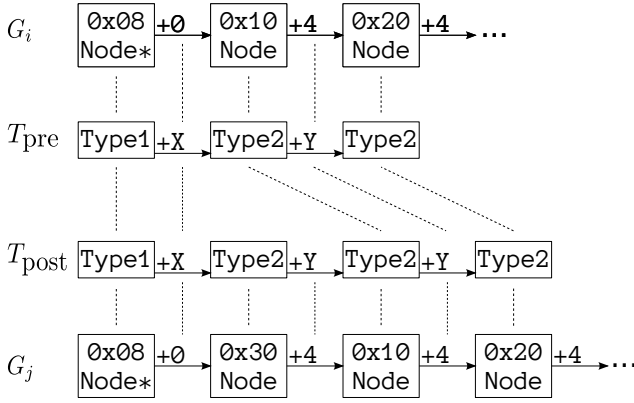 G_i 0x08 Node* +0 0x10 Node +4 0x20 Node +4 ...
T_pre Type1 +X Type2 +Y Type2
T_post Type1 +X Type2 +Y Type2 +Y Type2
G_j 0x08 Node* +0 0x30 Node +4 0x10 Node +4 0x20 Node +4 ...